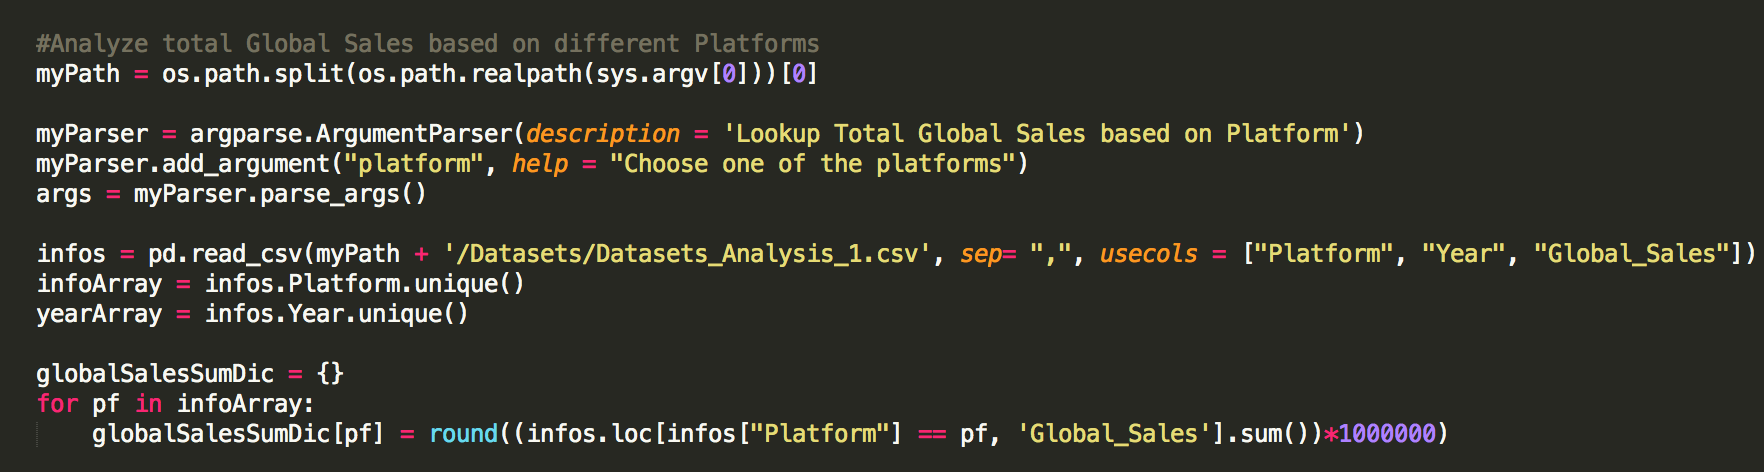 #Analyze total Global Sales based on different Platforms
myPath = os.path.split(os.path.realpath(sys.argv[0]))[0]
myParser = argparse.ArgumentParser(description = 'Lookup Total Global Sales based on Platform')
myParser.add_argument("platform", help = "Choose one of the platforms")
args = myParser.parse_args()
infos = pd.read_csv(myPath + '/Datasets/Datasets_Analysis_1.csv', sep= ",", usecols = ["Platform", "Year", "Global_Sales"])
infoArray = infos.Platform.unique()
yearArray = infos.Year.unique()
globalSalesSumDic = {}
for pf in infoArray:
    globalSalesSumDic[pf] = round((infos.loc[infos["Platform"] == pf, 'Global_Sales'].sum())*1000000)